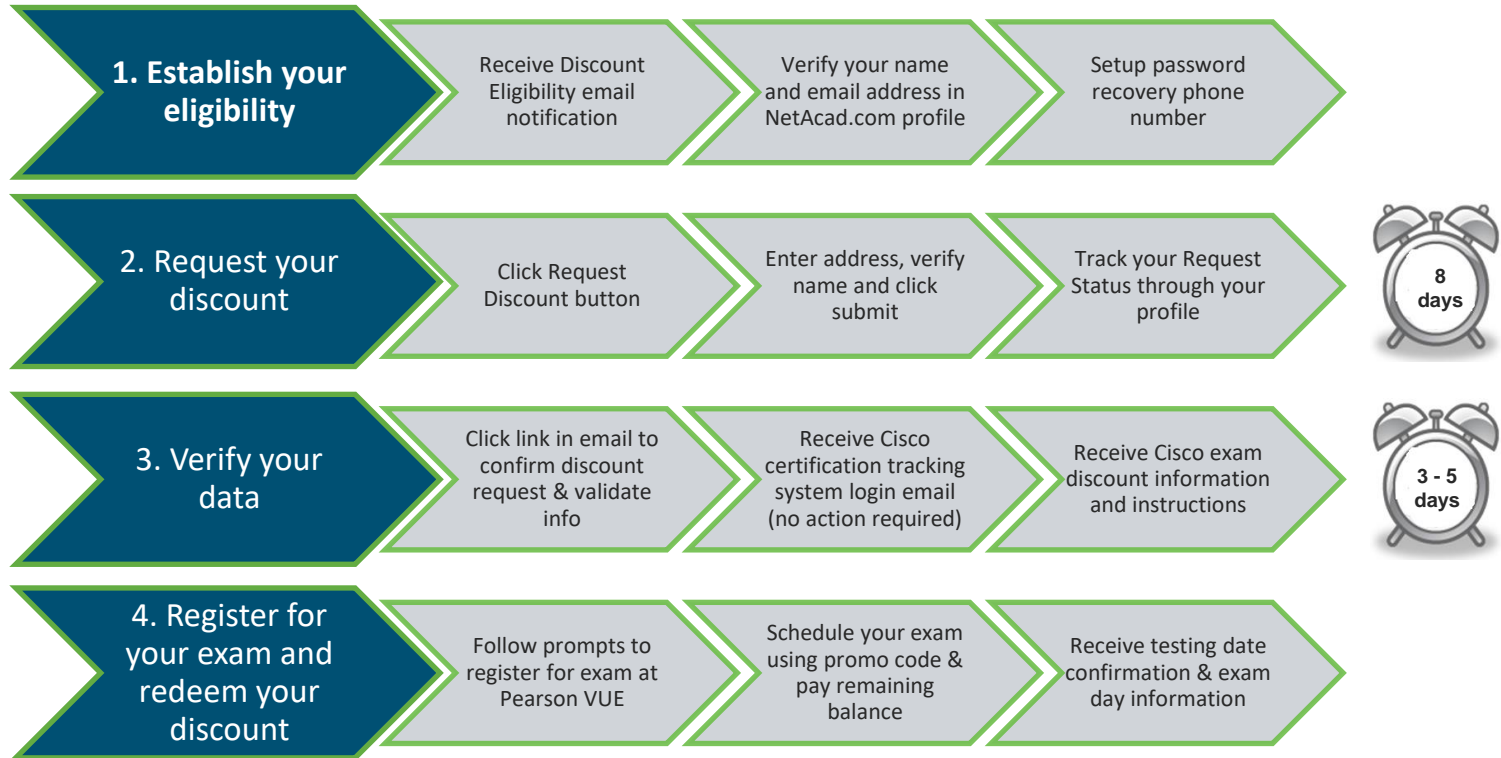 1. Establish your
eligibility
Receive Discount
Eligibility email
notification
Verify your name
and email address in
NetAcad.com profile
Setup password
recovery phone
number
2. Request your
discount
Click Request
Discount button
Enter address, verify
name and click
submit
Track your Request
Status through your
profile
8
days
3. Verify your
data
Click link in email to
confirm discount
request & validate
info
Receive Cisco
certification tracking
system login email
(no action required)
Receive Cisco exam
discount information
and instructions
3 - 5
days
4. Register for
your exam and
redeem your
discount
Follow prompts to
register for exam at
Pearson VUE
Schedule your exam
using promo code &
pay remaining
balance
Receive testing date
confirmation & exam
day information